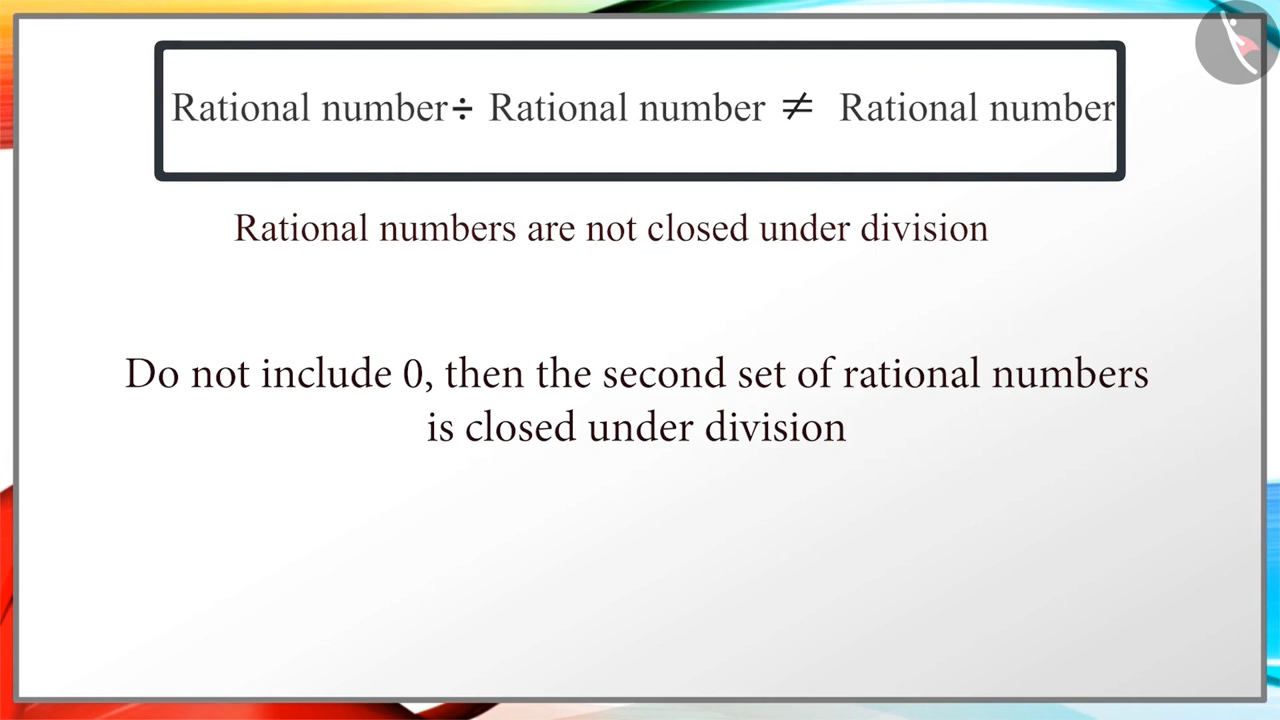 Rational number÷ Rational number ≠ Rational number
Rational numbers are not closed under division
Do not include 0, then the second set of rational numbers
is closed under division